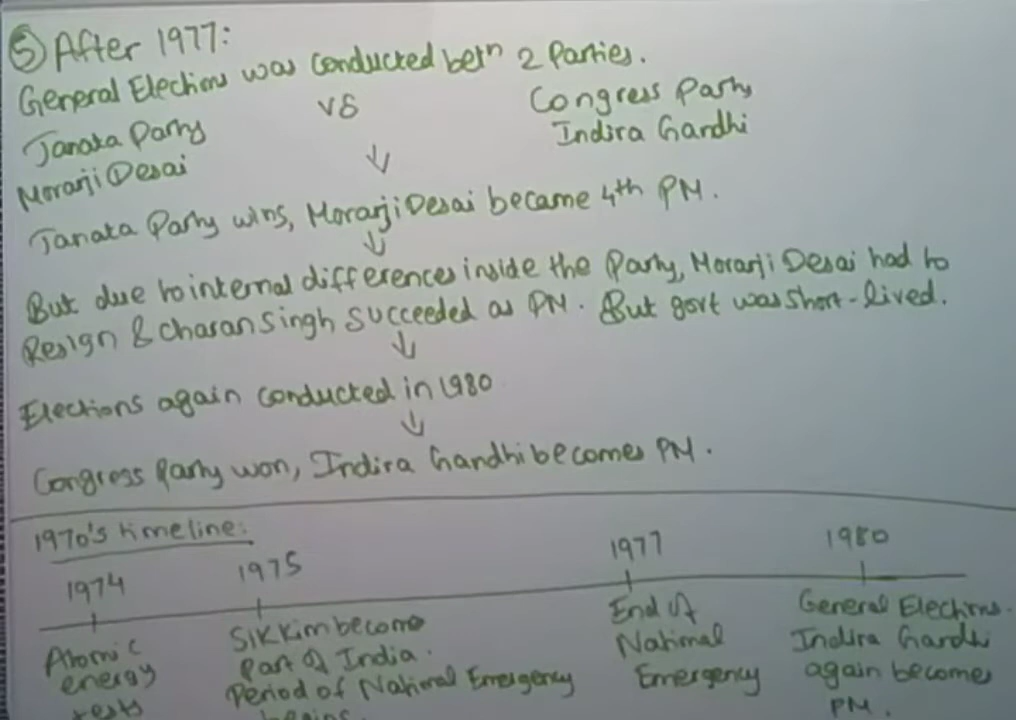 ⑤ After 1977:
General Elections was conducted betn 2 Parties.
Janata Party vs Congress Party
Morarji Desai Indira Gandhi
↓
Janata Party wins, Morarji Desai became 4th PM.
↓
But due to internal differences inside the Party, Morarji Desai had to
Resign & Charan Singh succeeded as PM. But govt was short-lived.
↓
Elections again conducted in 1980
↓
Congress Party won, Indira Gandhi becomes PM.
1970's timeline:
1974 1975 1977 1980
Atomic energy tests
Sikkim become
Part of India.
Period of National Emergency
begins.
End of
National
Emergency
General Elections.
Indira Gandhi
again becomes
PM.